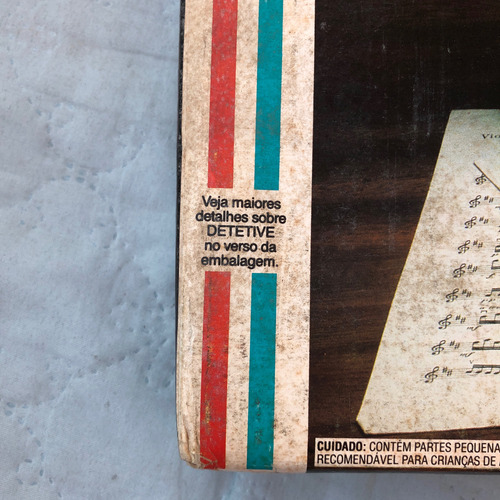 Veja maiores
detalhes sobre
DETETIVE
no verso da
embalagem.
CUIDADO: CONTÉM PARTES PEQUENA
RECOMENDÁVEL PARA CRIANÇAS DE